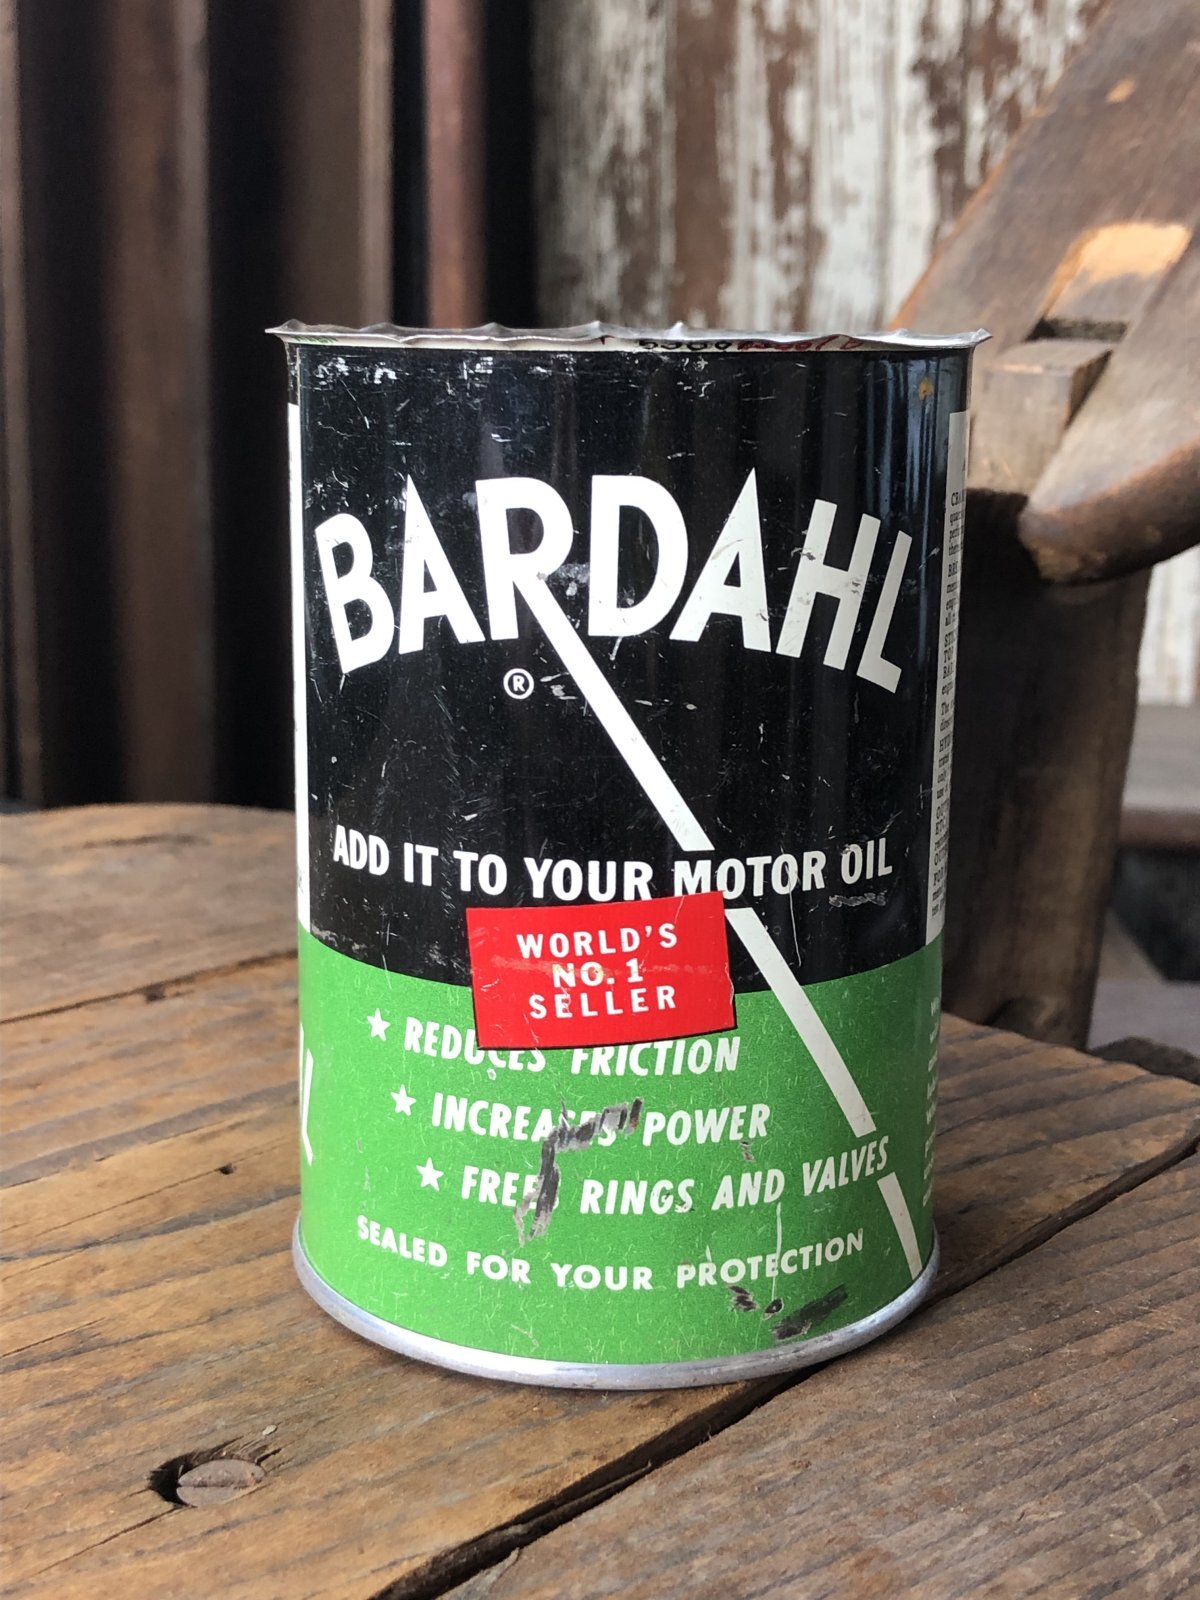 BARDAHL
®
ADD IT TO YOUR MOTOR OIL
WORLD'S
NO. 1
SELLER
★ REDUCES FRICTION
★ INCREASES POWER
★ FREES RINGS AND VALVES
SEALED FOR YOUR PROTECTION